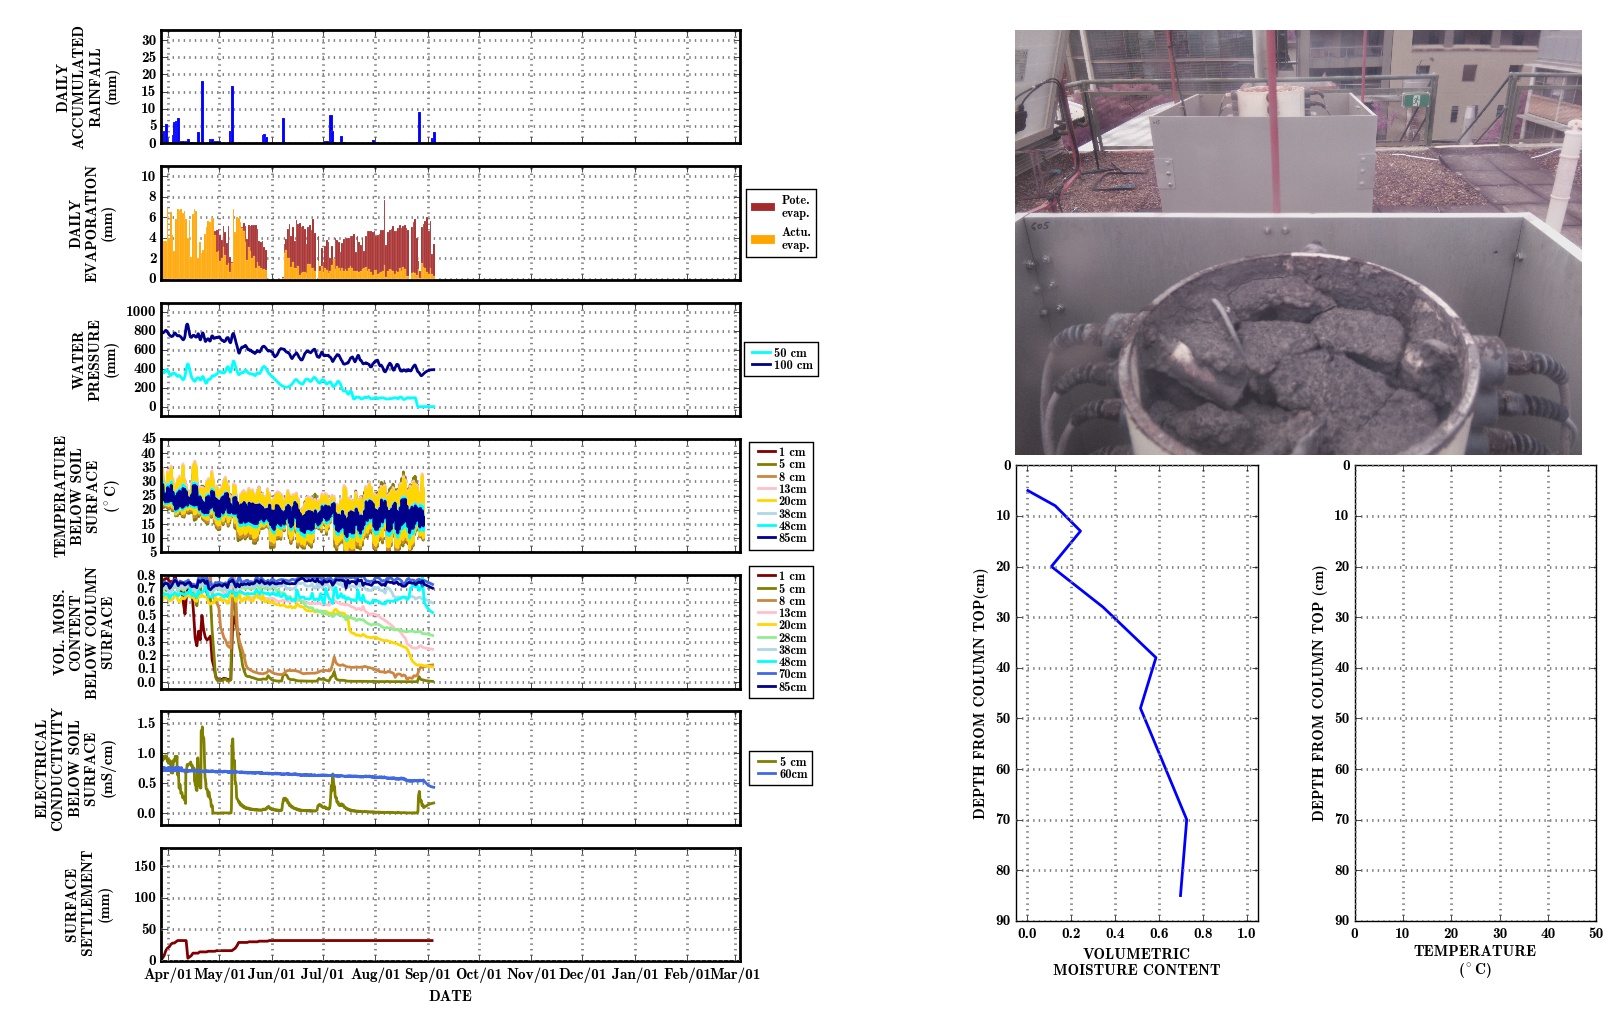 DAILY
ACCUMULATED
RAINFALL
(mm)
30
25
20
15
10
5
0
DAILY
EVAPORATION
(mm)
10
8
6
4
2
0
Pote.
evap.
Actu.
evap.
WATER
PRESSURE
(mm)
1000
800
600
400
200
0
50 cm
100 cm
TEMPERATURE
BELOW SOIL
SURFACE
(°C)
45
40
35
30
25
20
15
10
5
1 cm
5 cm
8 cm
13cm
20cm
38cm
48cm
85cm
VOL. MOIS.
CONTENT
BELOW COLUMN
SURFACE
0.8
0.7
0.6
0.5
0.4
0.3
0.2
0.1
0.0
1 cm
5 cm
8 cm
13cm
20cm
28cm
38cm
48cm
70cm
85cm
ELECTRICAL
CONDUCTIVITY
BELOW SOIL
SURFACE
(mS/cm)
1.5
1.0
0.5
0.0
5 cm
60cm
SURFACE
SETTLEMENT
(mm)
150
100
50
0
Apr/01 May/01 Jun/01 Jul/01 Aug/01 Sep/01 Oct/01 Nov/01 Dec/01 Jan/01 Feb/01 Mar/01
DATE
DEPTH FROM COLUMN TOP(cm)
0
10
20
30
40
50
60
70
80
90
0.0 0.2 0.4 0.6 0.8 1.0
VOLUMETRIC
MOISTURE CONTENT
DEPTH FROM COLUMN TOP (cm)
0
10
20
30
40
50
60
70
80
90
0 10 20 30 40 50
TEMPERATURE
(°C)